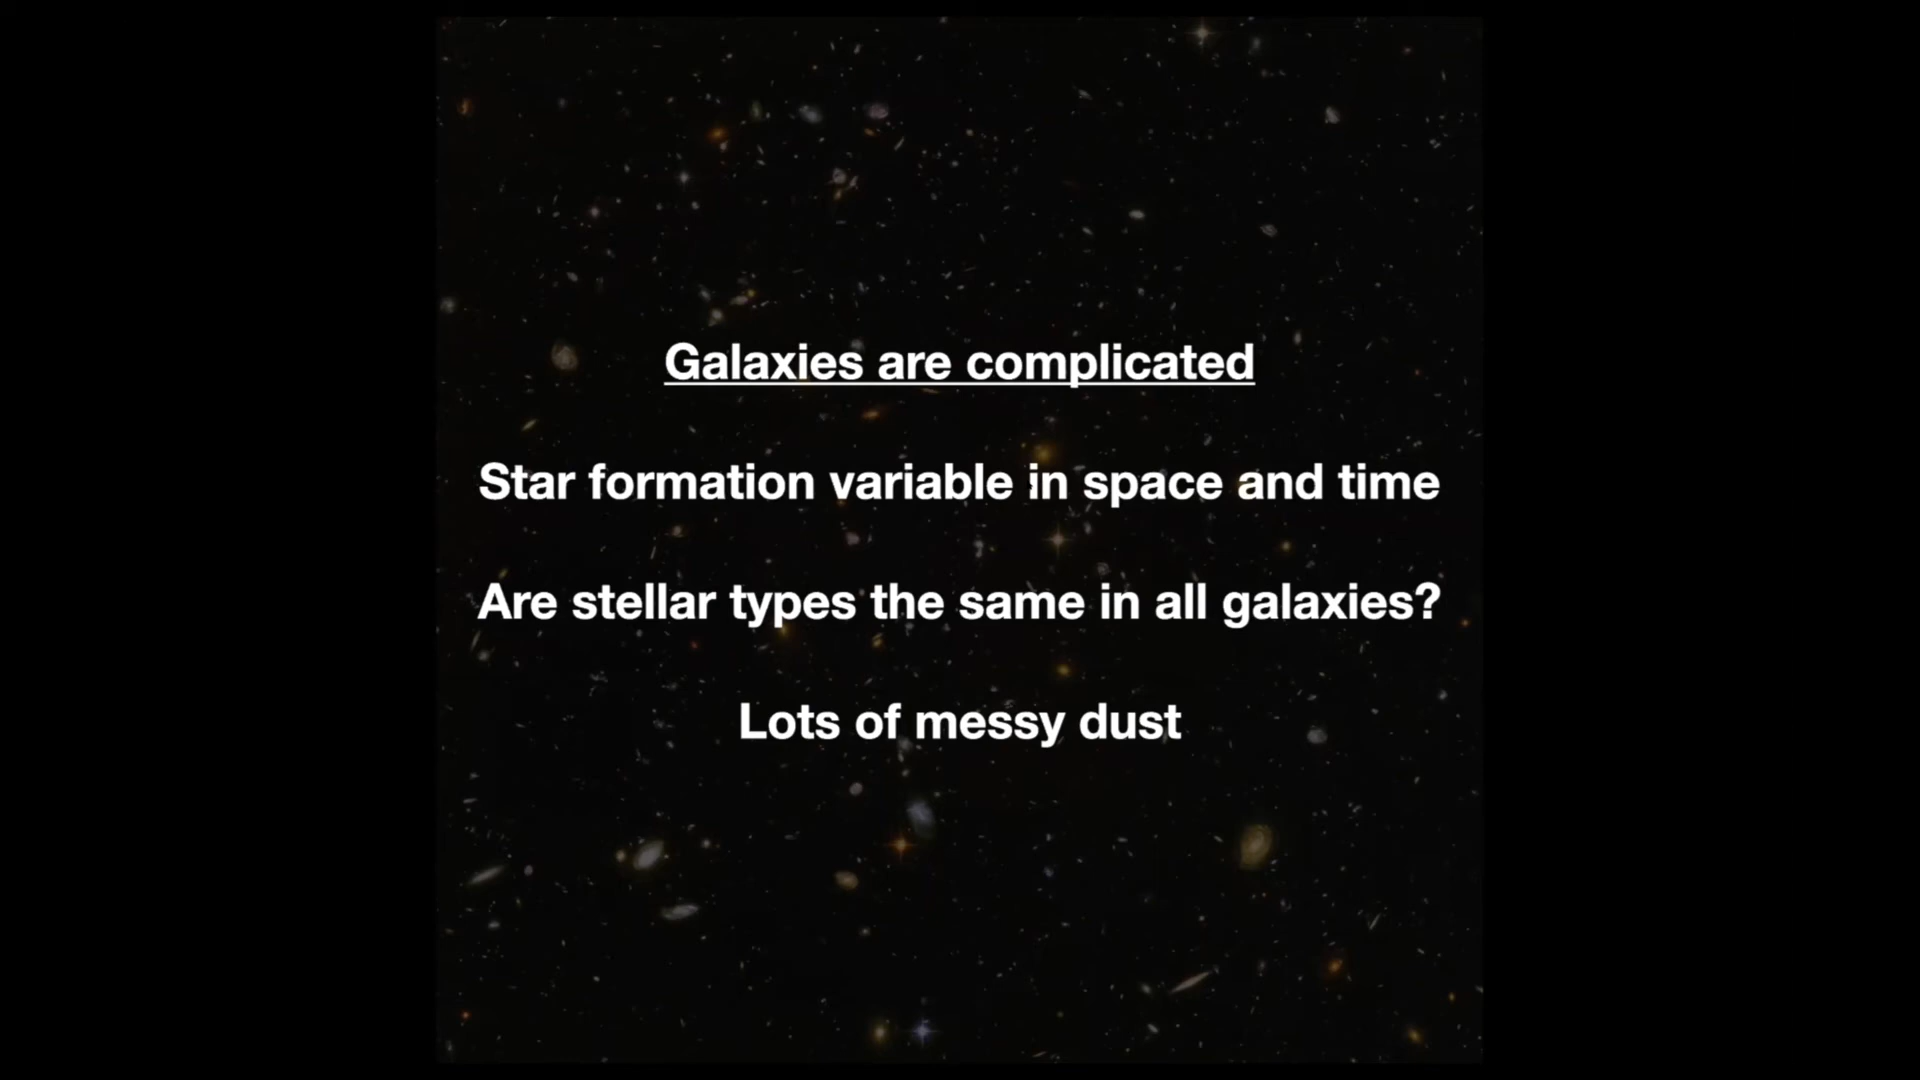 Galaxies are complicated
Star formation variable in space and time
Are stellar types the same in all galaxies?
Lots of messy dust